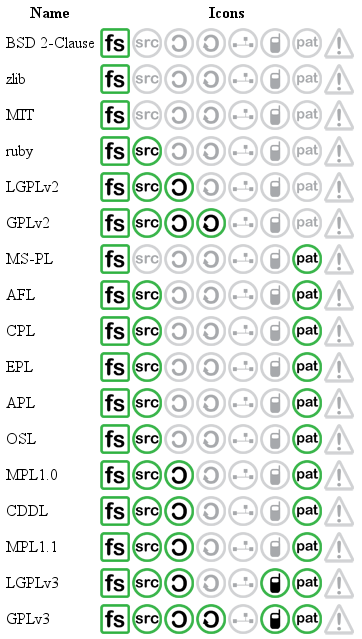 Name Icons
BSD 2-Clause fs src pat
zlib fs src pat
MIT fs src pat
ruby fs src pat
LGPLv2 fs src pat
GPLv2 fs src pat
MS-PL fs src pat
AFL fs src pat
CPL fs src pat
EPL fs src pat
APL fs src pat
OSL fs src pat
MPL1.0 fs src pat
CDDL fs src pat
MPL1.1 fs src pat
LGPLv3 fs src pat
GPLv3 fs src pat